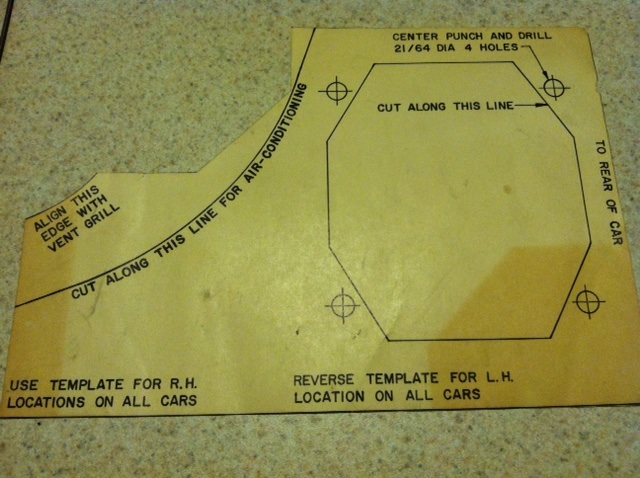 CENTER PUNCH AND DRILL
21/64 DIA 4 HOLES
CUT ALONG THIS LINE
TO REAR OF CAR
CUT ALONG THIS LINE FOR AIR-CONDITIONING
ALIGN THIS
EDGE WITH
VENT GRILL
USE TEMPLATE FOR R.H.
LOCATIONS ON ALL CARS
REVERSE TEMPLATE FOR L.H.
LOCATION ON ALL CARS